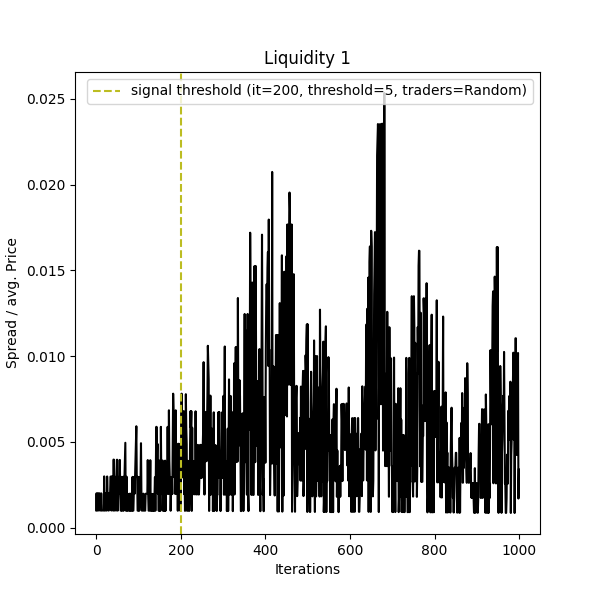 Liquidity 1
signal threshold (it=200, threshold=5, traders=Random)
Spread / avg. Price
0.025
0.020
0.015
0.010
0.005
0.000
0 200 400 600 800 1000
Iterations